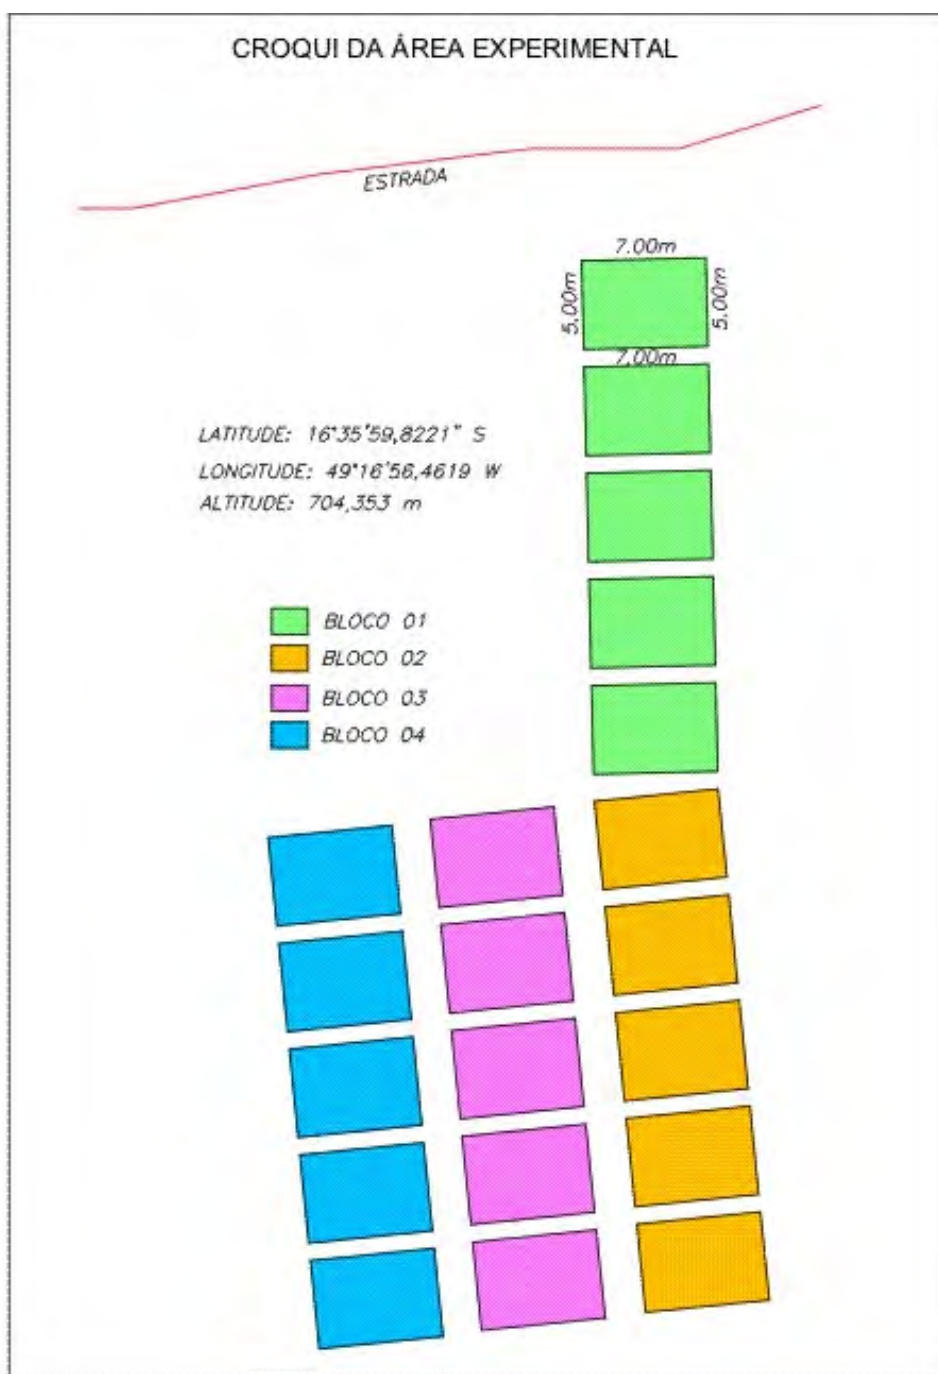 CROQUI DA ÁREA EXPERIMENTAL
ESTRADA
7.00m
5.00m
5.00m
7.00m
LATITUDE: 16°35'59,8221" S
LONGITUDE: 49°16'56,4619 W
ALTITUDE: 704,353 m
BLOCO 01
BLOCO 02
BLOCO 03
BLOCO 04